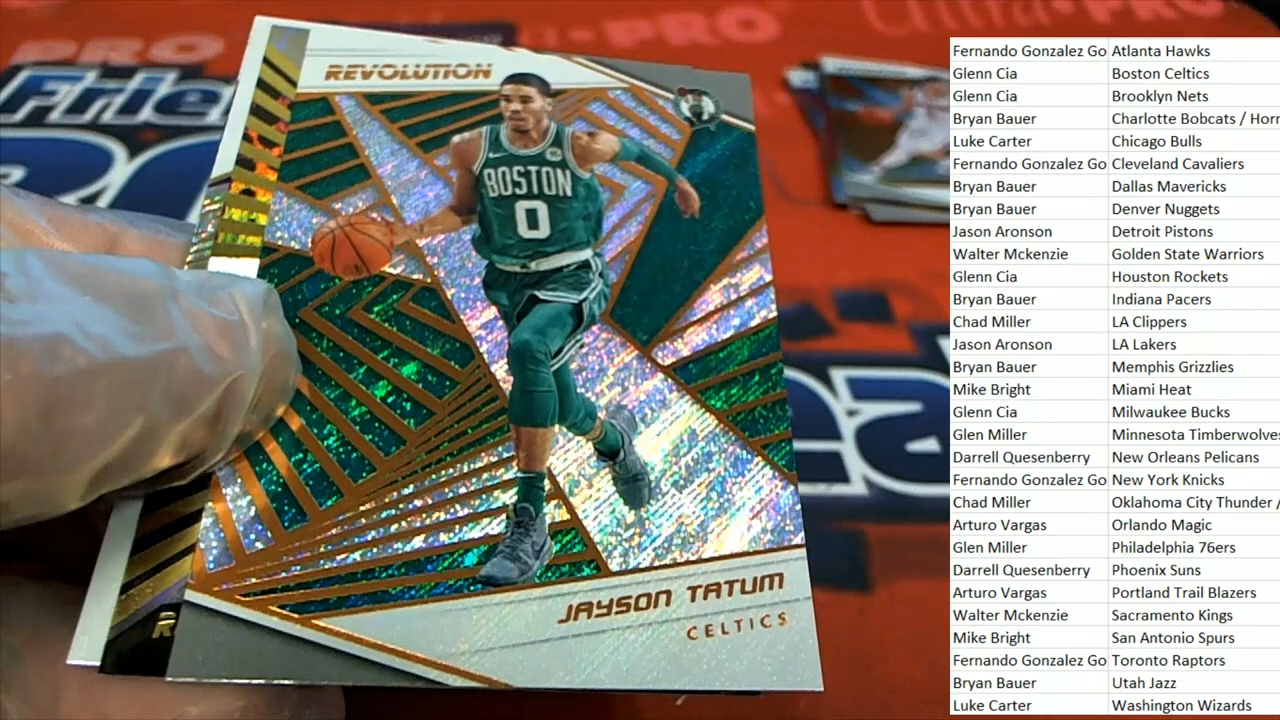 PRO
Frie
REVOLUTION
BOSTON
0
JAYSON TATUM
CELTICS
R
ea
Fernando Gonzalez Go Atlanta Hawks
Glenn Cia Boston Celtics
Glenn Cia Brooklyn Nets
Bryan Bauer Charlotte Bobcats / Horn
Luke Carter Chicago Bulls
Fernando Gonzalez Go Cleveland Cavaliers
Bryan Bauer Dallas Mavericks
Bryan Bauer Denver Nuggets
Jason Aronson Detroit Pistons
Walter Mckenzie Golden State Warriors
Glenn Cia Houston Rockets
Bryan Bauer Indiana Pacers
Chad Miller LA Clippers
Jason Aronson LA Lakers
Bryan Bauer Memphis Grizzlies
Mike Bright Miami Heat
Glenn Cia Milwaukee Bucks
Glen Miller Minnesota Timberwolves
Darrell Quesenberry New Orleans Pelicans
Fernando Gonzalez Go New York Knicks
Chad Miller Oklahoma City Thunder /
Arturo Vargas Orlando Magic
Glen Miller Philadelphia 76ers
Darrell Quesenberry Phoenix Suns
Arturo Vargas Portland Trail Blazers
Walter Mckenzie Sacramento Kings
Mike Bright San Antonio Spurs
Fernando Gonzalez Go Toronto Raptors
Bryan Bauer Utah Jazz
Luke Carter Washington Wizards